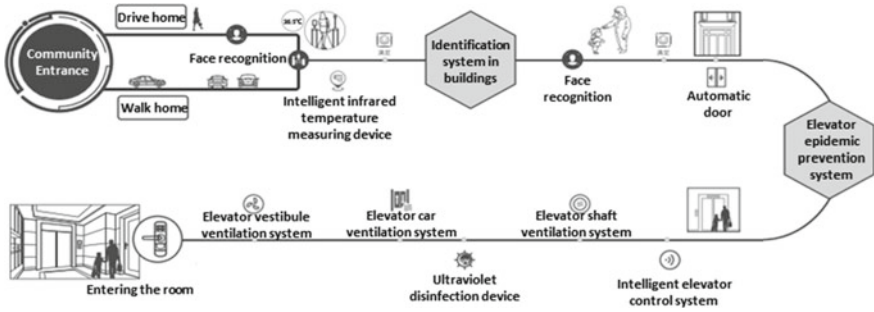 Drive home
36.5°C
Community
Entrance
Face recognition
Walk home
Intelligent infrared
temperature
measuring device
Identification
system in
buildings
Face
recognition
Automatic
door
Elevator
epidemic
prevention
system
Elevator vestibule
ventilation system
Elevator car
ventilation system
Elevator shaft
ventilation system
Entering the room
Ultraviolet
disinfection device
Intelligent elevator
control system